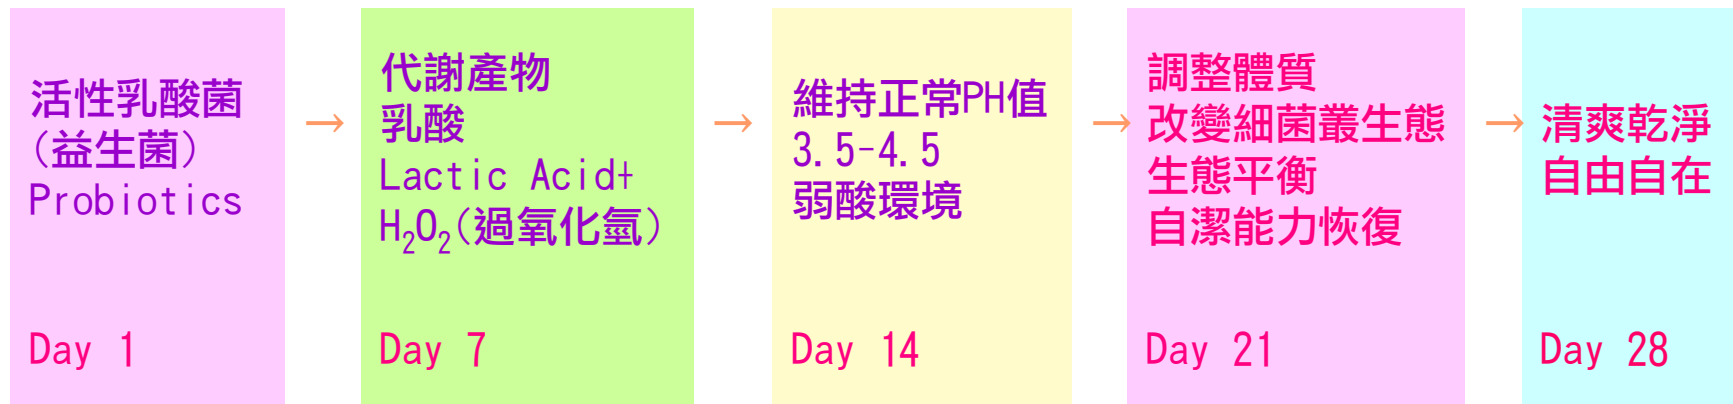 活性乳酸菌
(益生菌)
Probiotics
Day 1
→
代謝產物
乳酸
Lactic Acid+
H₂O₂(過氧化氫)
Day 7
→
維持正常PH值
3.5-4.5
弱酸環境
Day 14
→
調整體質
改變細菌叢生態
生態平衡
自潔能力恢復
Day 21
→
清爽乾淨
自由自在
Day 28